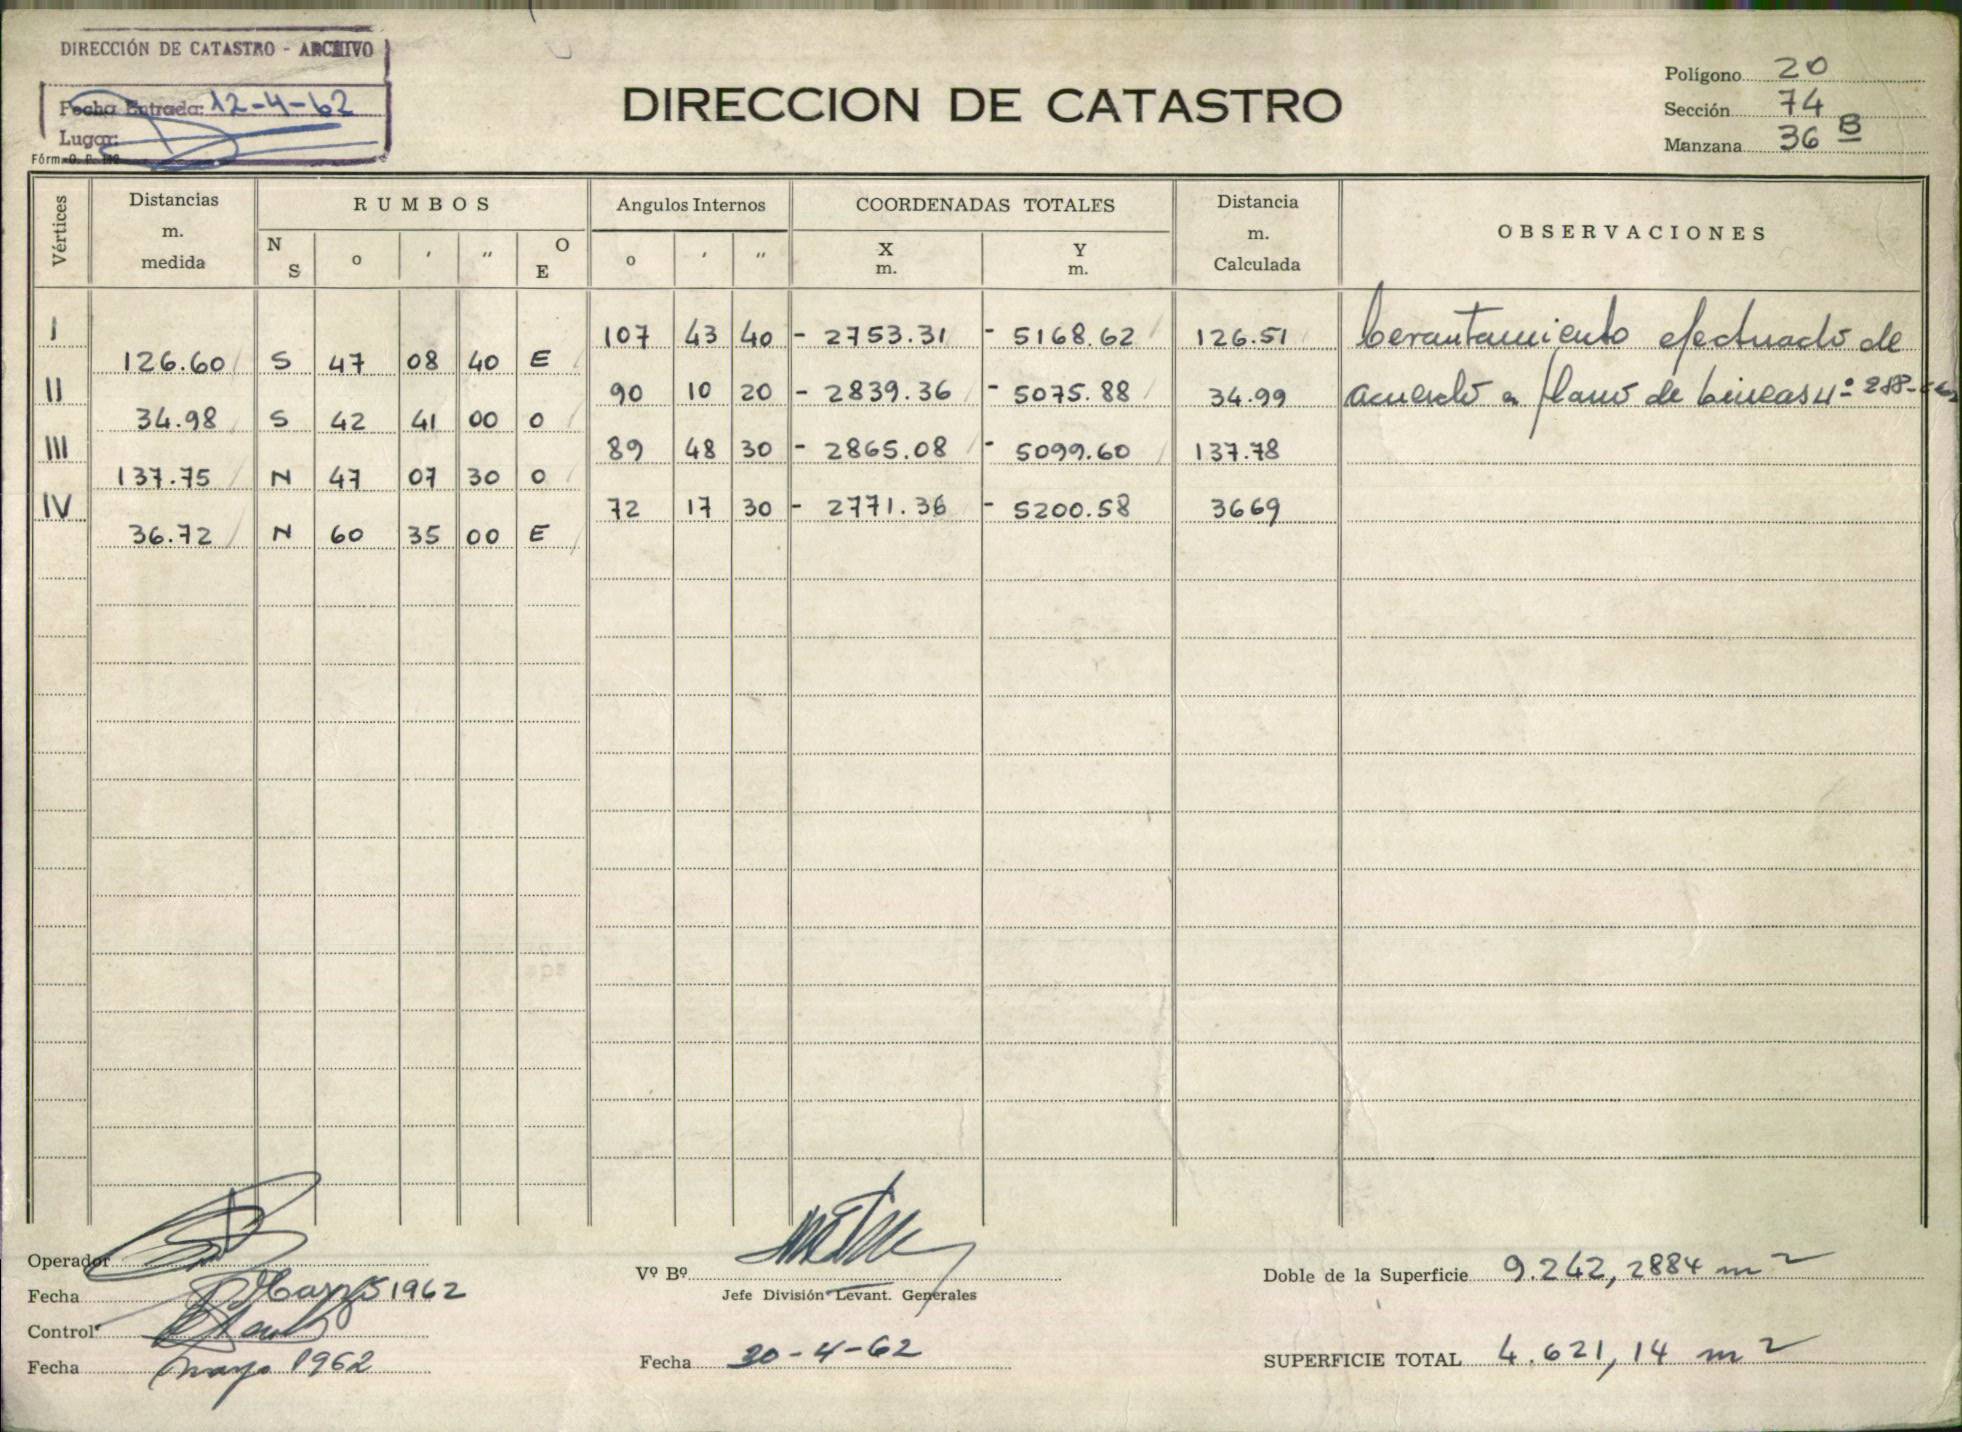 DIRECCIÓN DE CATASTRO - ARCHIVO
Fecha Entrada: 12-4-62
Lugar:
Fórm. O. P. 192
DIRECCION DE CATASTRO
Polígono 20
Sección 74
Manzana 36 B
Vértices Distancias m. medida RUMBOS Angulos Internos COORDENADAS TOTALES Distancia m. Calculada OBSERVACIONES
N S o ′ ″ O E o ′ ″ X m. Y m.
I 107 43 40 - 2753.31 - 5168.62 126.51 Levantamiento efectuado de
126.60 S 47 08 40 E
II 90 10 20 - 2839.36 - 5075.88 34.99 acuerdo a plano de lineas nº 288-
34.98 S 42 41 00 O
III 89 48 30 - 2865.08 - 5099.60 137.78
137.75 N 47 07 30 O
IV 72 17 30 - 2771.36 - 5200.58 3669
36.72 N 60 35 00 E
Operador
Fecha Marzo 1962
Control
Fecha mayo 1962
Vº Bº
Jefe División Levant. Generales
Fecha 30-4-62
Doble de la Superficie 9.242,2884 m2
SUPERFICIE TOTAL 4.621,14 m2